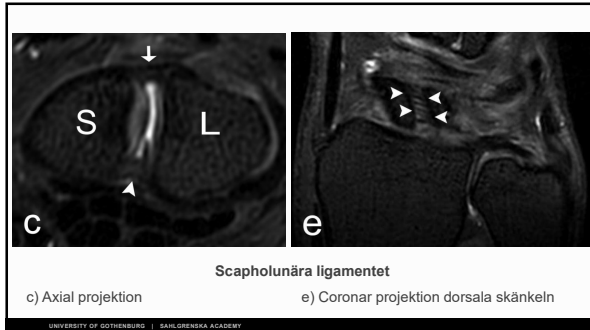 S
L
c
e
Scapholunära ligamentet
c) Axial projektion
e) Coronar projektion dorsala skänkeln
UNIVERSITY OF GOTHENBURG | SAHLGRENSKA ACADEMY